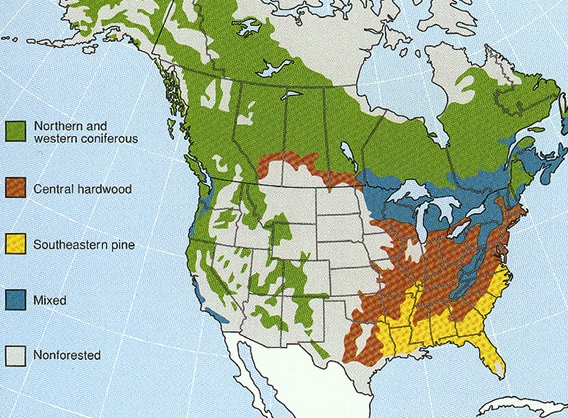 Northern and
western coniferous
Central hardwood
Southeastern pine
Mixed
Nonforested